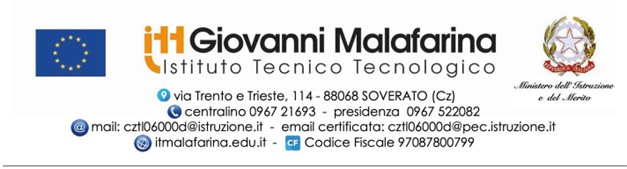 itt Giovanni Malafarina
Istituto Tecnico Tecnologico
Ministero dell'Istruzione
e del Merito
via Trento e Trieste, 114 - 88068 SOVERATO (Cz)
centralino 0967 21693 - presidenza 0967 522082
@ mail: cztl06000d@istruzione.it - email certificata: cztl06000d@pec.istruzione.it
itmalafarina.edu.it - CF Codice Fiscale 97087800799